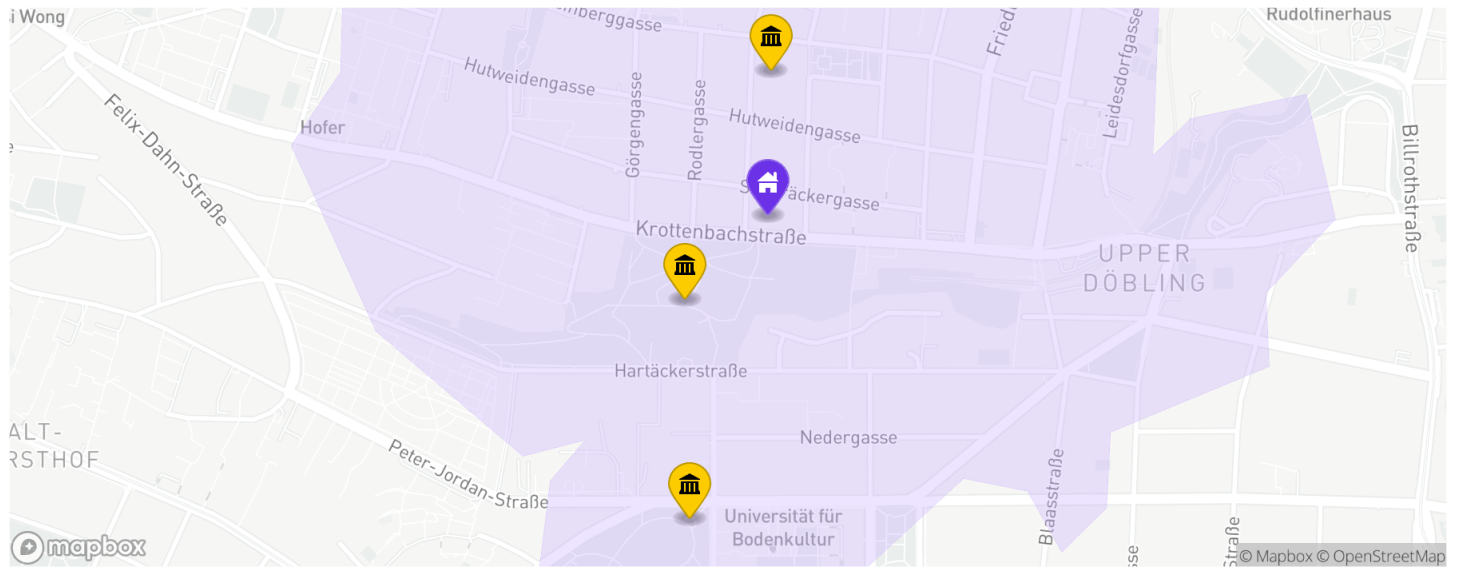 si Wong
Rudolfinerhaus
Hutweidengasse
Görgengasse
Rodlergasse
Leidesdorfgasse
Felix-Dahn-Straße
Hofer
Hutweidengasse
Billrothstraße
Krottenbachstraße
UPPER
DÖBLING
Hartäckerstraße
Nedergasse
ALT-
RSTHOF
Peter-Jordan-Straße
Blaasstraße
Universität für
Bodenkultur
mapbox
© Mapbox © OpenStreetMap